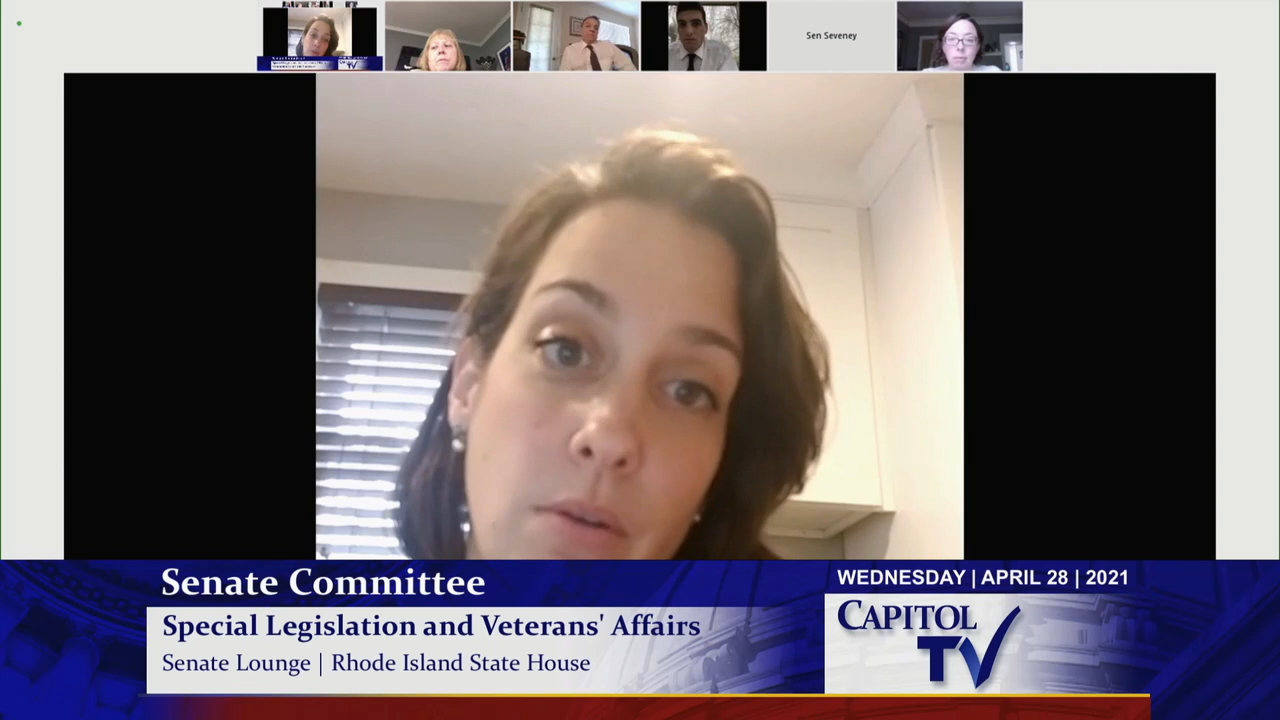 Sen Seveney
Senate Committee
Special Legislation and Veterans' Affairs
Senate Lounge | Rhode Island State House
WEDNESDAY | APRIL 28 | 2021
CAPITOL
TV